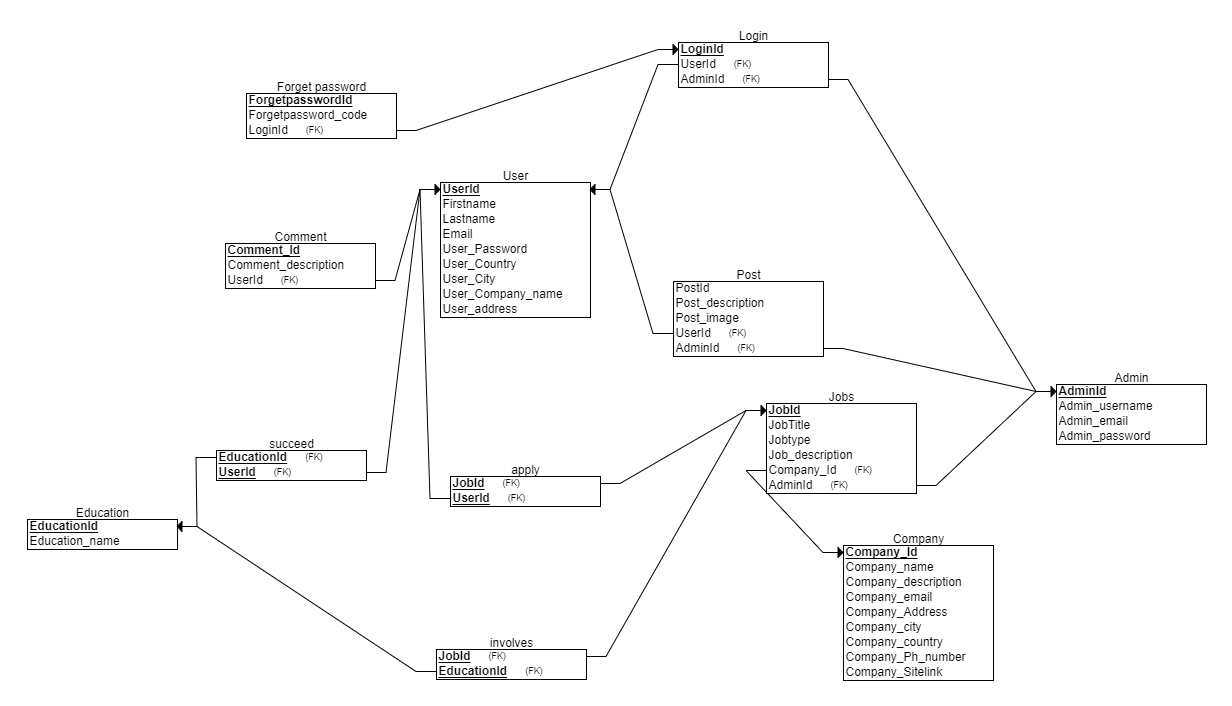 Login
LoginId
UserId (FK)
AdminId (FK)
Forget password
ForgetpasswordId
Forgetpassword_code
LoginId (FK)
User
UserId
Firstname
Lastname
Email
User_Password
User_Country
User_City
User_Company_name
User_address
Comment
Comment_Id
Comment_description
UserId (FK)
Post
PostId
Post_description
Post_image
UserId (FK)
AdminId (FK)
Admin
AdminId
Admin_username
Admin_email
Admin_password
Jobs
JobId
JobTitle
Jobtype
Job_description
Company_Id (FK)
AdminId (FK)
succeed
EducationId (FK)
UserId (FK)
apply
JobId (FK)
UserId (FK)
Education
EducationId
Education_name
Company
Company_Id
Company_name
Company_description
Company_email
Company_Address
Company_city
Company_country
Company_Ph_number
Company_Sitelink
involves
JobId (FK)
EducationId (FK)